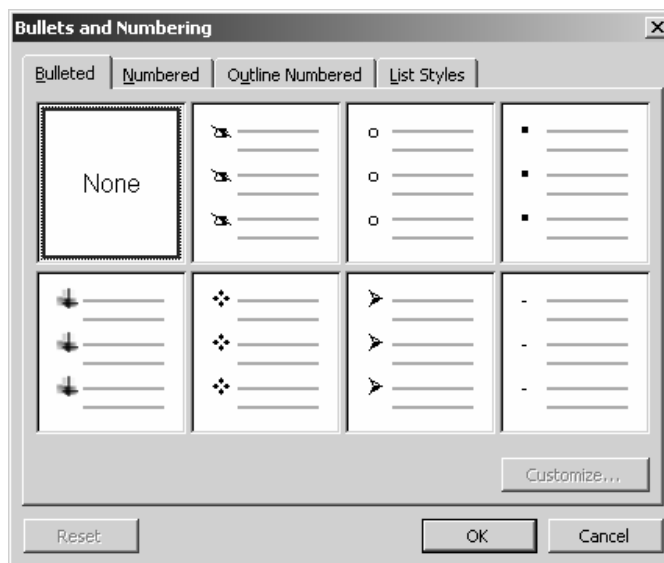 Bullets and Numbering
Bulleted Numbered Outline Numbered List Styles
None
Customize...
Reset OK Cancel